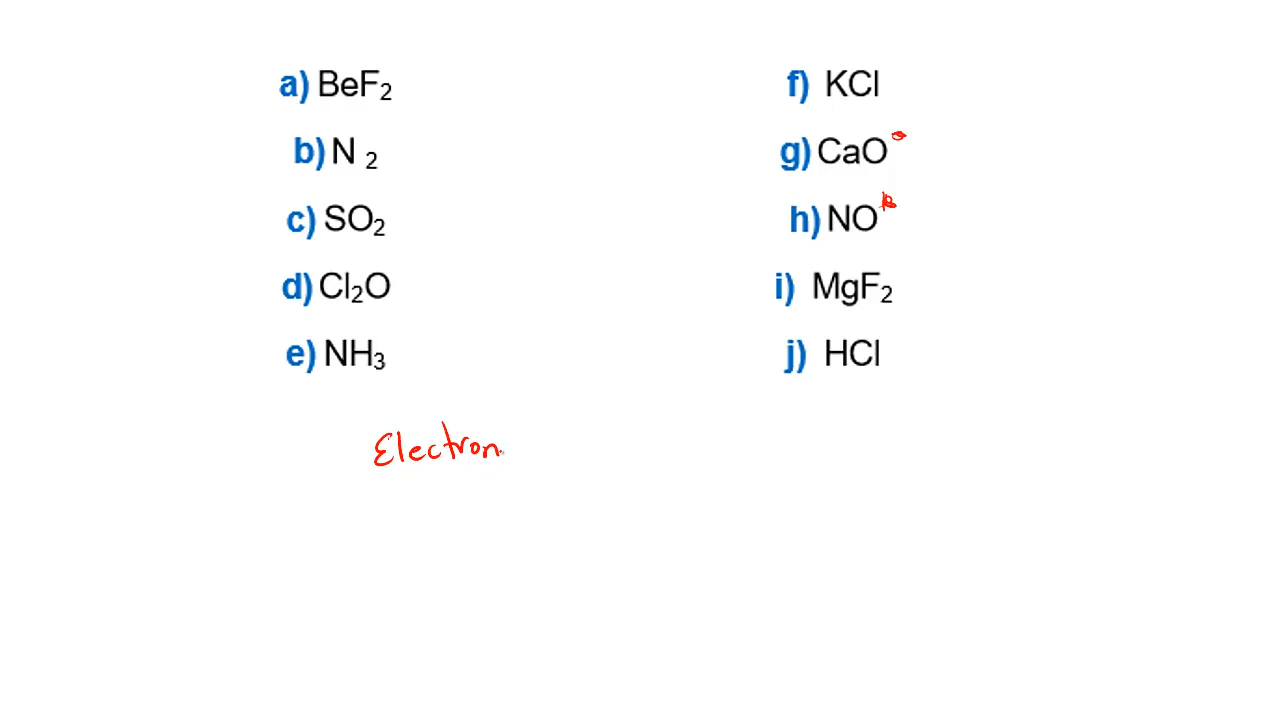 a) BeF₂
b) N ₂
c) SO₂
d) Cl₂O
e) NH₃
f) KCl
g) CaO
h) NO
i) MgF₂
j) HCl
Electron